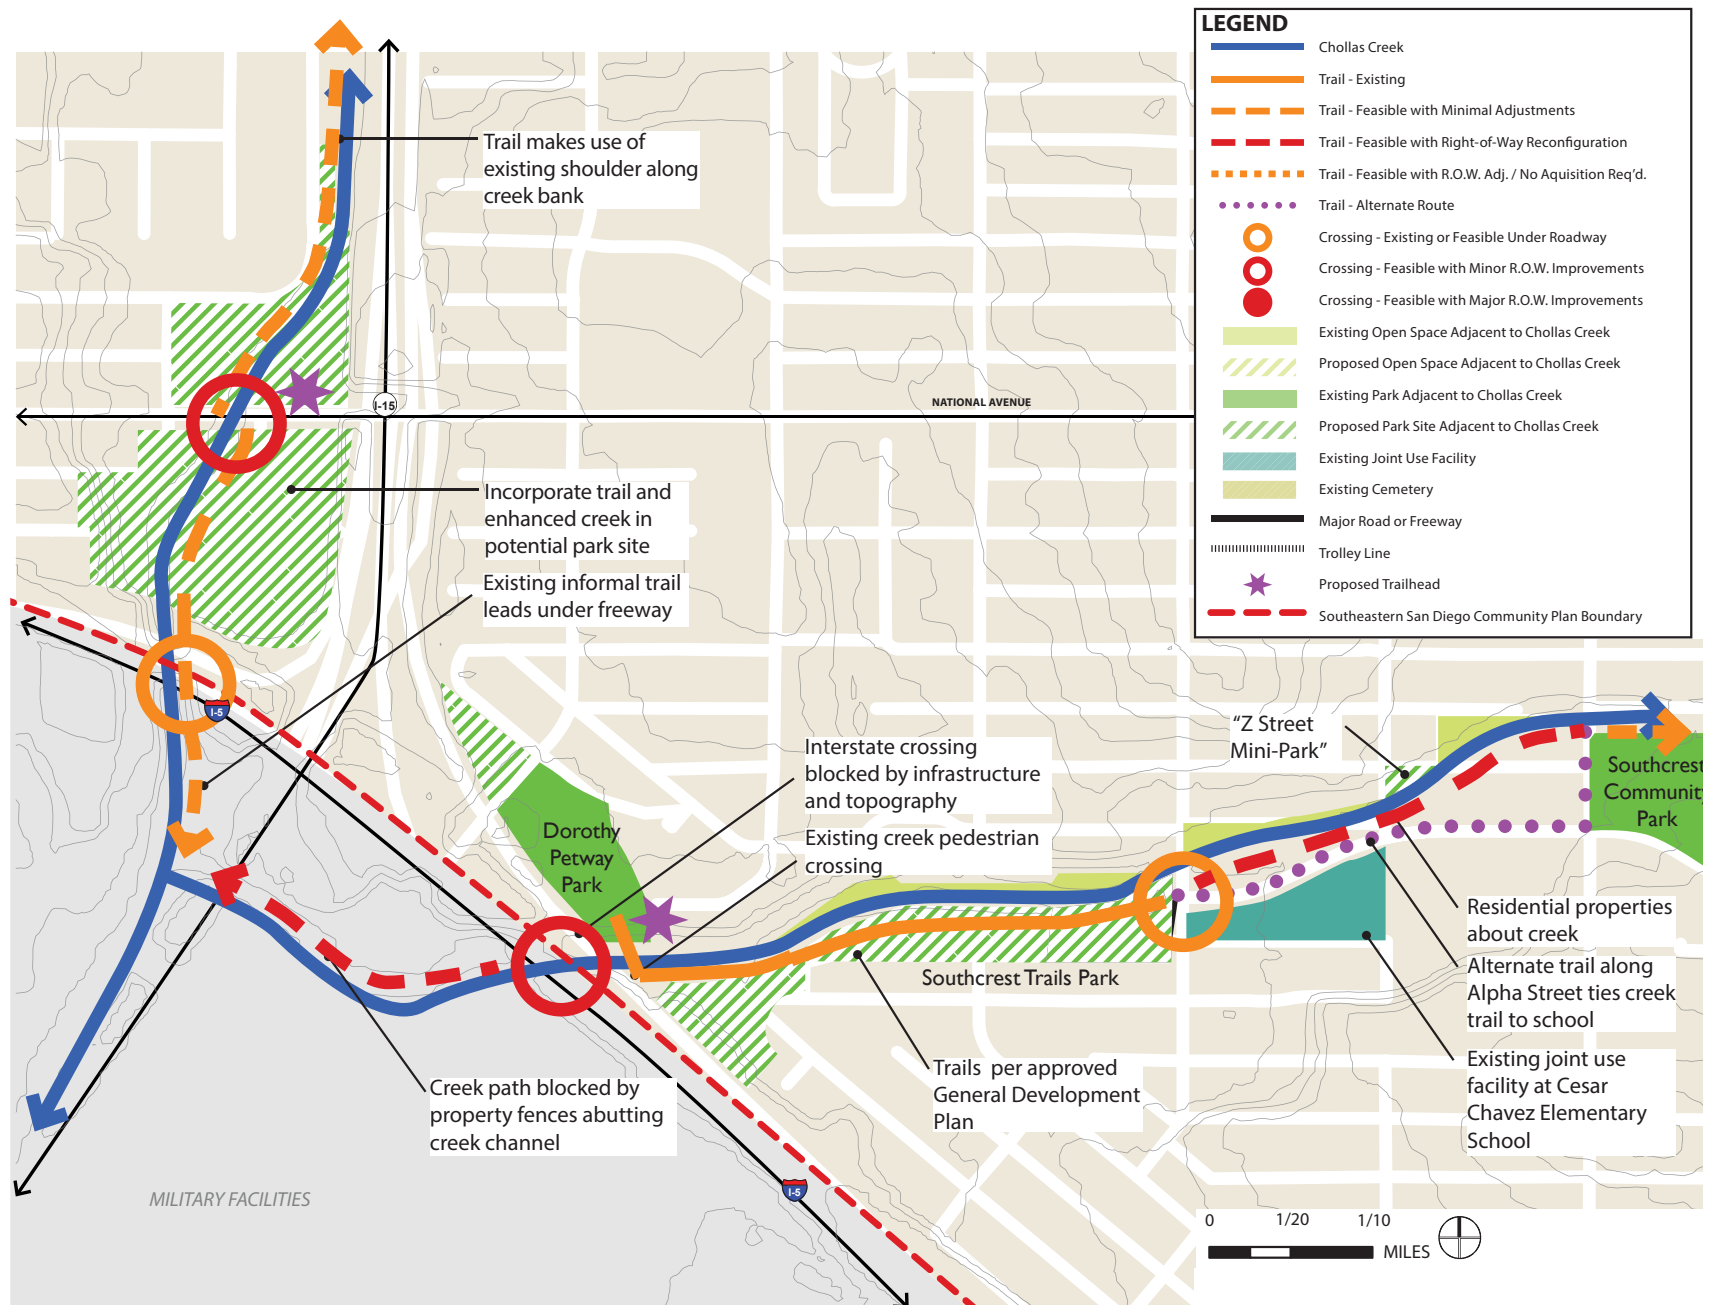 LEGEND
Chollas Creek
Trail - Existing
Trail - Feasible with Minimal Adjustments
Trail - Feasible with Right-of-Way Reconfiguration
Trail - Feasible with R.O.W. Adj. / No Aquisition Req'd.
Trail - Alternate Route
Crossing - Existing or Feasible Under Roadway
Crossing - Feasible with Minor R.O.W. Improvements
Crossing - Feasible with Major R.O.W. Improvements
Existing Open Space Adjacent to Chollas Creek
Proposed Open Space Adjacent to Chollas Creek
Existing Park Adjacent to Chollas Creek
Proposed Park Site Adjacent to Chollas Creek
Existing Joint Use Facility
Existing Cemetery
Major Road or Freeway
Trolley Line
Proposed Trailhead
Southeastern San Diego Community Plan Boundary
Trail makes use of
existing shoulder along
creek bank
I-15
NATIONAL AVENUE
Incorporate trail and
enhanced creek in
potential park site
Existing informal trail
leads under freeway
I-5
"Z Street
Mini-Park"
Interstate crossing
blocked by infrastructure
and topography
Existing creek pedestrian
crossing
Southcrest
Community
Park
Dorothy
Petway
Park
Southcrest Trails Park
Residential properties
about creek
Alternate trail along
Alpha Street ties creek
trail to school
Existing joint use
facility at Cesar
Chavez Elementary
School
Trails per approved
General Development
Plan
Creek path blocked by
property fences abutting
creek channel
I-5
MILITARY FACILITIES
0 1/20 1/10
MILES